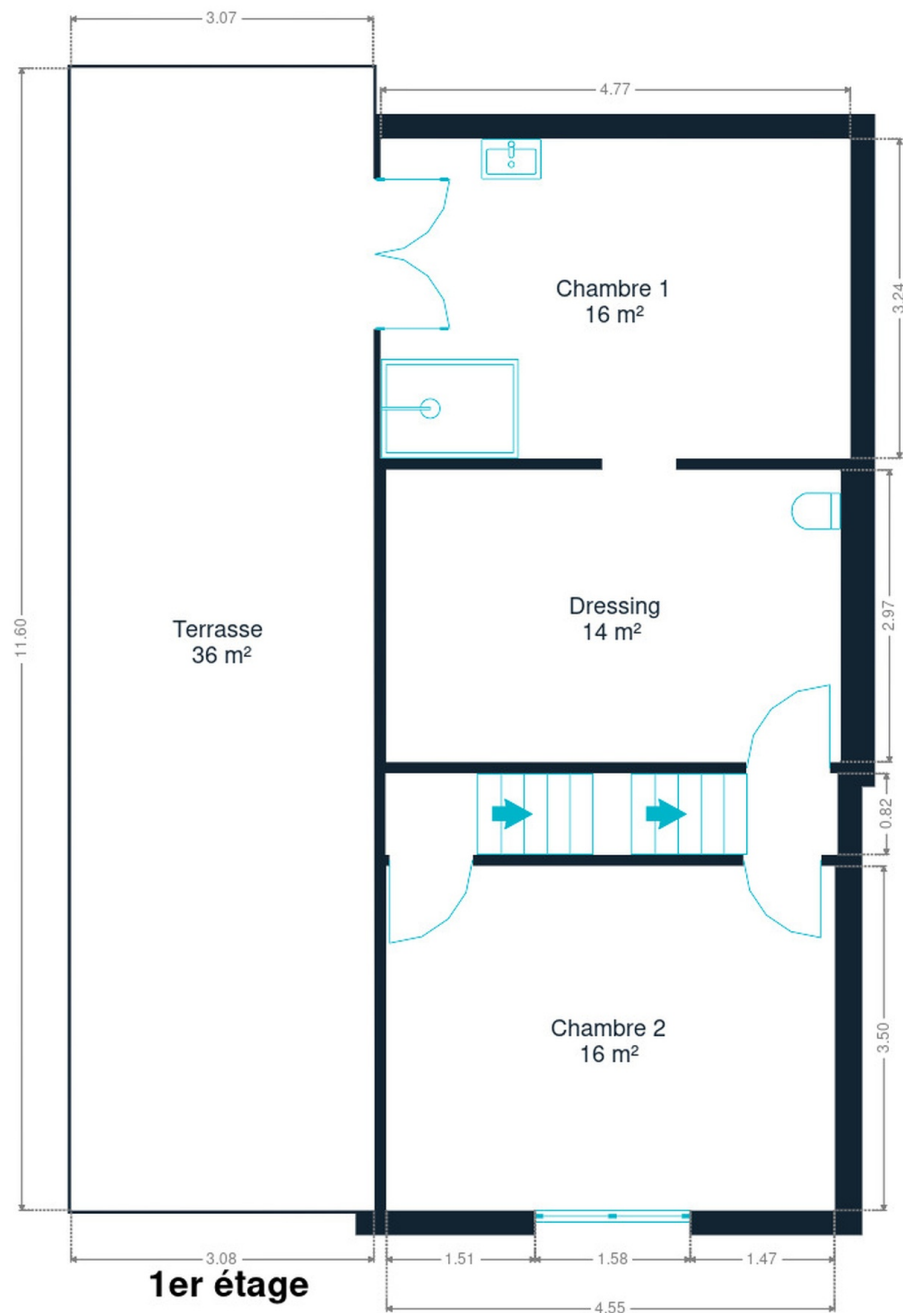 3.07
4.77
3.24
Chambre 1
16 m²
Dressing
14 m²
2.97
Terrasse
36 m²
11.60
0.82
Chambre 2
16 m²
3.50
3.08
1.51
1.58
1.47
1er étage
4.55